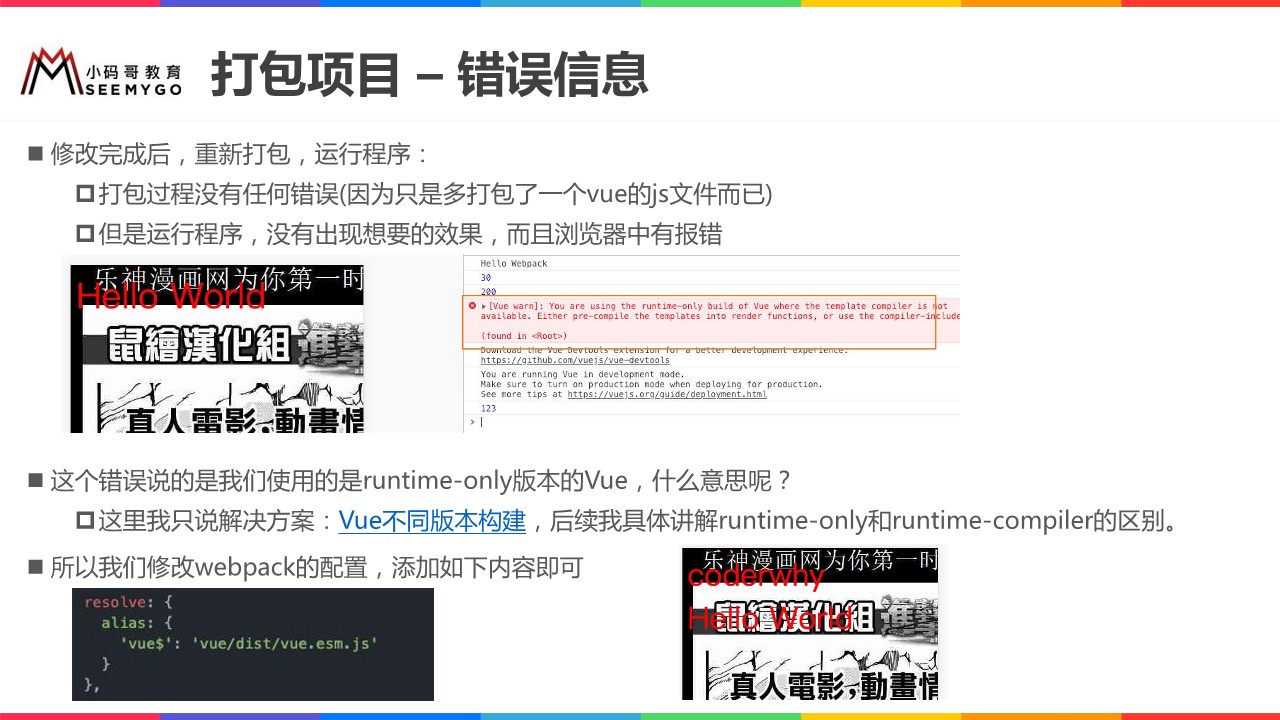 小码哥教育
SEEMYGO
打包项目 – 错误信息
修改完成后，重新打包，运行程序：
打包过程没有任何错误(因为只是多打包了一个vue的js文件而已)
但是运行程序，没有出现想要的效果，而且浏览器中有报错
乐神漫画网为你第一时
Hello World
鼠繪漢化組 進擊
真人電影,動畫情
Hello Webpack
30
200
[Vue warn]: You are using the runtime-only build of Vue where the template compiler is not
available. Either pre-compile the templates into render functions, or use the compiler-include
(found in <Root>)
Download the Vue Devtools extension for a better development experience:
https://github.com/vuejs/vue-devtools
You are running Vue in development mode.
Make sure to turn on production mode when deploying for production.
See more tips at https://vuejs.org/guide/deployment.html
123
这个错误说的是我们使用的是runtime-only版本的Vue，什么意思呢？
这里我只说解决方案：Vue不同版本构建，后续我具体讲解runtime-only和runtime-compiler的区别。
所以我们修改webpack的配置，添加如下内容即可
resolve: {
alias: {
'vue$': 'vue/dist/vue.esm.js'
}
},
乐神漫画网为你第一时
coderwhy
Hello World
鼠繪漢化組 進擊
真人電影,動畫情